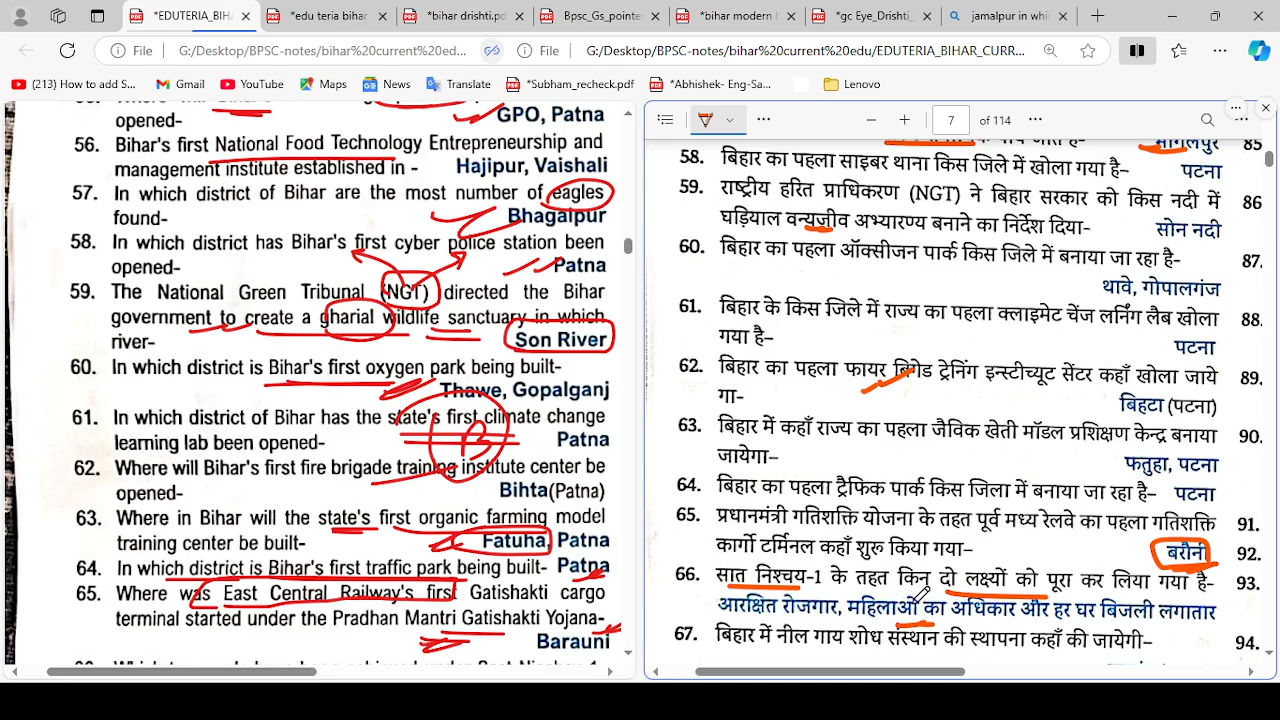 *EDUTERIA_BIHA
*edu teria bihar
*bihar drishti.pd
Bpsc_Gs_pointe
*bihar modern
*gc Eye_Drishti_
jamalpur in whi
File G:/Desktop/BPSC-notes/bihar%20current%20ed...
File G:/Desktop/BPSC-notes/bihar%20current%20edu/EDUTERIA_BIHAR_CURR...
(213) How to add S... Gmail YouTube Maps News Translate *Subham_recheck.pdf *Abhishek- Eng-Sa... Lenovo
opened- GPO, Patna
56. Bihar's first National Food Technology Entrepreneurship and
management institute established in - Hajipur, Vaishali
57. In which district of Bihar are the most number of eagles
found- Bhagalpur
58. In which district has Bihar's first cyber police station been
opened- Patna
59. The National Green Tribunal (NGT) directed the Bihar
government to create a gharial wildlife sanctuary in which
river- Son River
60. In which district is Bihar's first oxygen park being built-
Thawe, Gopalganj
61. In which district of Bihar has the state's first climate change
learning lab been opened- Patna
B
62. Where will Bihar's first fire brigade training institute center be
opened- Bihta(Patna)
63. Where in Bihar will the state's first organic farming model
training center be built- Fatuha, Patna
64. In which district is Bihar's first traffic park being built- Patna
65. Where was East Central Railway's first Gatishakti cargo
terminal started under the Pradhan Mantri Gatishakti Yojana-
Barauni
7 of 114
भागलपुर 85
58. बिहार का पहला साइबर थाना किस जिले में खोला गया है- पटना
59. राष्ट्रीय हरित प्राधिकरण (NGT) ने बिहार सरकार को किस नदी में 86
घड़ियाल वन्यजीव अभ्यारण्य बनाने का निर्देश दिया- सोन नदी
60. बिहार का पहला ऑक्सीजन पार्क किस जिले में बनाया जा रहा है- 87.
थावे, गोपालगंज
61. बिहार के किस जिले में राज्य का पहला क्लाइमेट चेंज लर्निंग लैब खोला 88.
गया है- पटना
62. बिहार का पहला फायर बिग्रेड ट्रेनिंग इन्स्टीच्यूट सेंटर कहाँ खोला जाये 89.
गा- बिहटा (पटना)
63. बिहार में कहाँ राज्य का पहला जैविक खेती मॉडल प्रशिक्षण केन्द्र बनाया 90.
जायेगा- फतुहा, पटना
64. बिहार का पहला ट्रैफिक पार्क किस जिला में बनाया जा रहा है- पटना
65. प्रधानमंत्री गतिशक्ति योजना के तहत पूर्व मध्य रेलवे का पहला गतिशक्ति 91.
कार्गो टर्मिनल कहाँ शुरू किया गया- बरौनी 92.
66. सात निश्चय-1 के तहत किन दो लक्ष्यों को पूरा कर लिया गया है- 93.
आरक्षित रोजगार, महिलाओं का अधिकार और हर घर बिजली लगातार
67. बिहार में नील गाय शोध संस्थान की स्थापना कहाँ की जायेगी- 94.